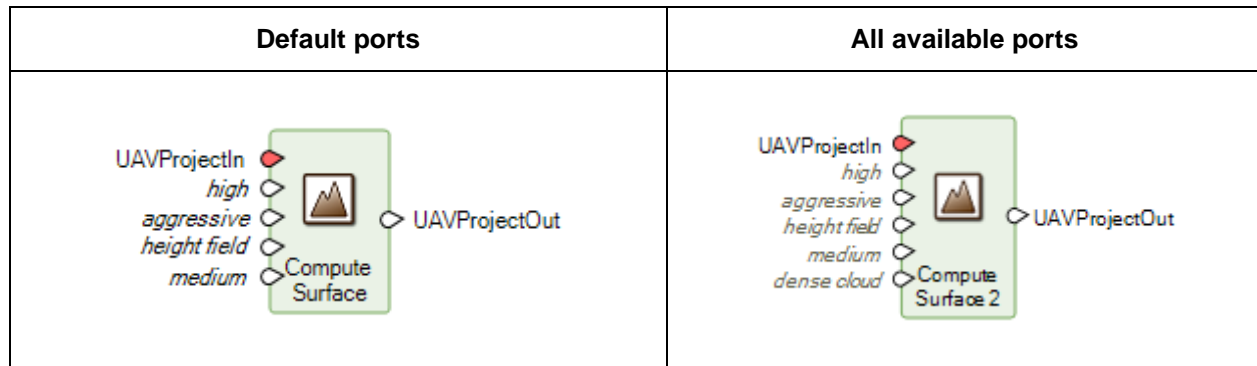 Default ports
All available ports
UAVProjectIn
high
aggressive
height field
medium
UAVProjectOut
Compute
Surface
UAVProjectIn
high
aggressive
height field
medium
dense cloud
UAVProjectOut
Compute
Surface 2